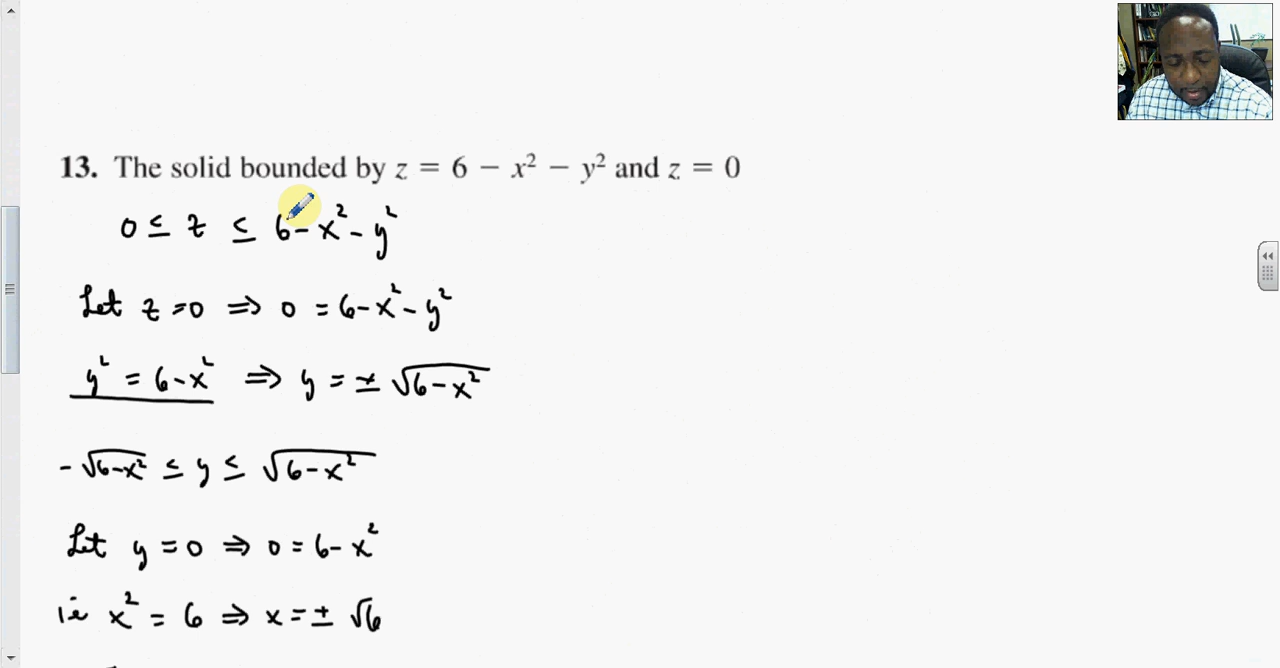 13. The solid bounded by z = 6 − x² − y² and z = 0
0 ≤ z ≤ 6 − x² − y²
Let z = 0 ⇒ 0 = 6 − x² − y²
y² = 6 − x² ⇒ y = ± √(6 − x²)
−√(6−x²) ≤ y ≤ √(6 − x²)
Let y = 0 ⇒ 0 = 6 − x²
ie x² = 6 ⇒ x = ± √6